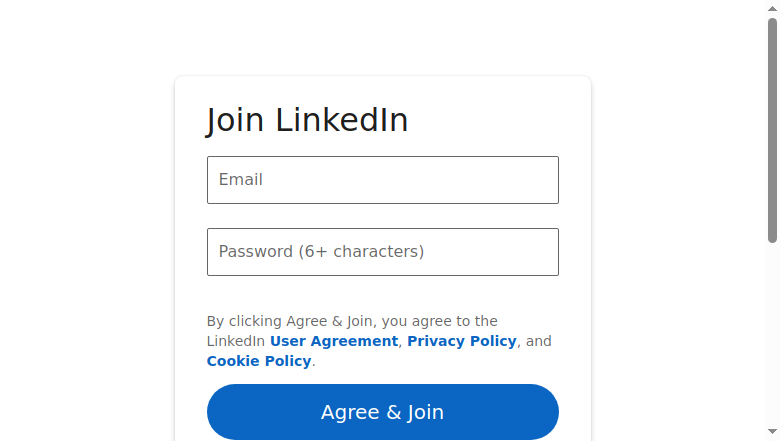 Join LinkedIn
Email
Password (6+ characters)
By clicking Agree & Join, you agree to the
LinkedIn User Agreement, Privacy Policy, and
Cookie Policy.
Agree & Join